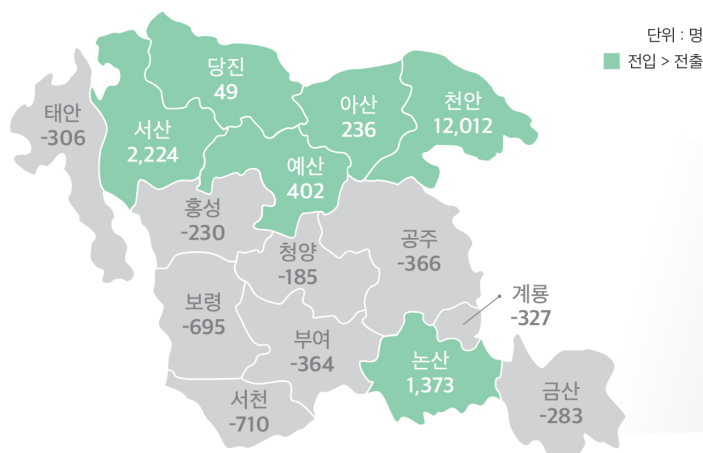 단위 : 명
전입 > 전출
당진
49
아산
236
천안
12,012
태안
-306
서산
2,224
예산
402
홍성
-230
청양
-185
공주
-366
계룡
-327
보령
-695
부여
-364
논산
1,373
서천
-710
금산
-283